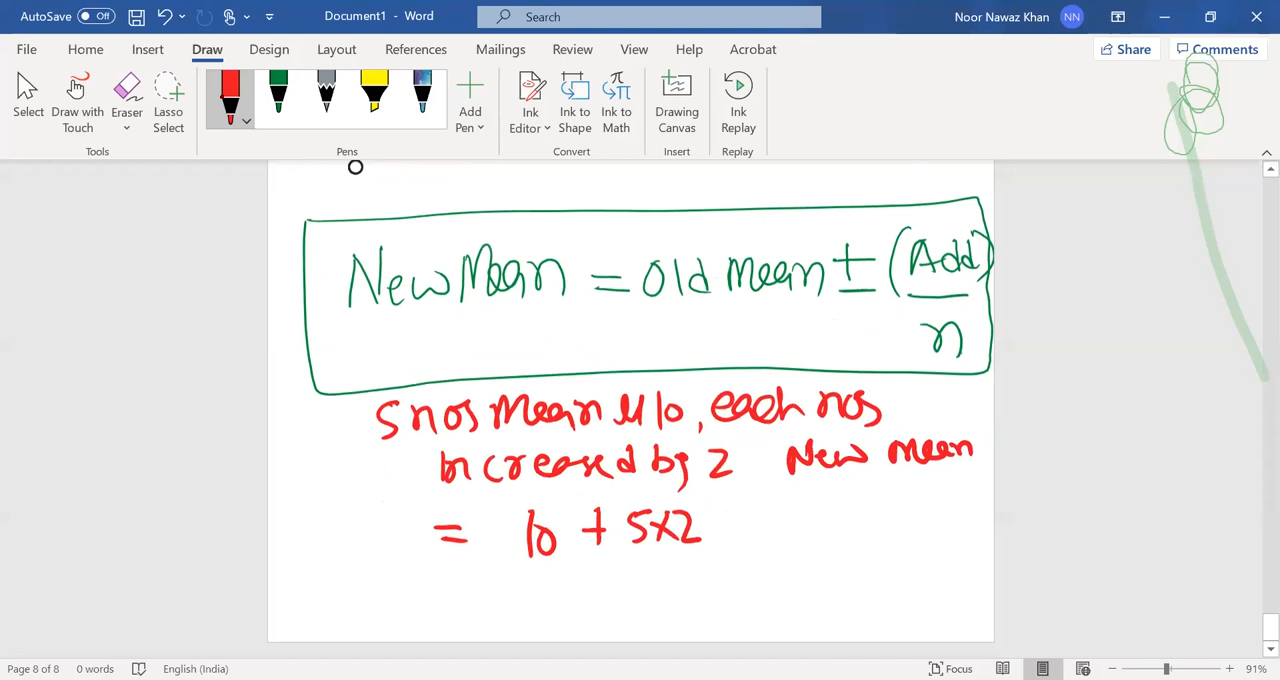 AutoSave Off Document1 - Word Search Noor Nawaz Khan NN
File Home Insert Draw Design Layout References Mailings Review View Help Acrobat Share Comments
Select Draw with Touch Eraser Lasso Select Add Pen Ink Editor Ink to Shape Ink to Math Drawing Canvas Ink Replay
Tools Pens Convert Insert Replay
New Mean = Old Mean ± (Add)/n
5 nos Mean 10, each nos
increased by 2 New Mean
= 10 + 5×2
Page 8 of 8 0 words English (India) Focus 91%